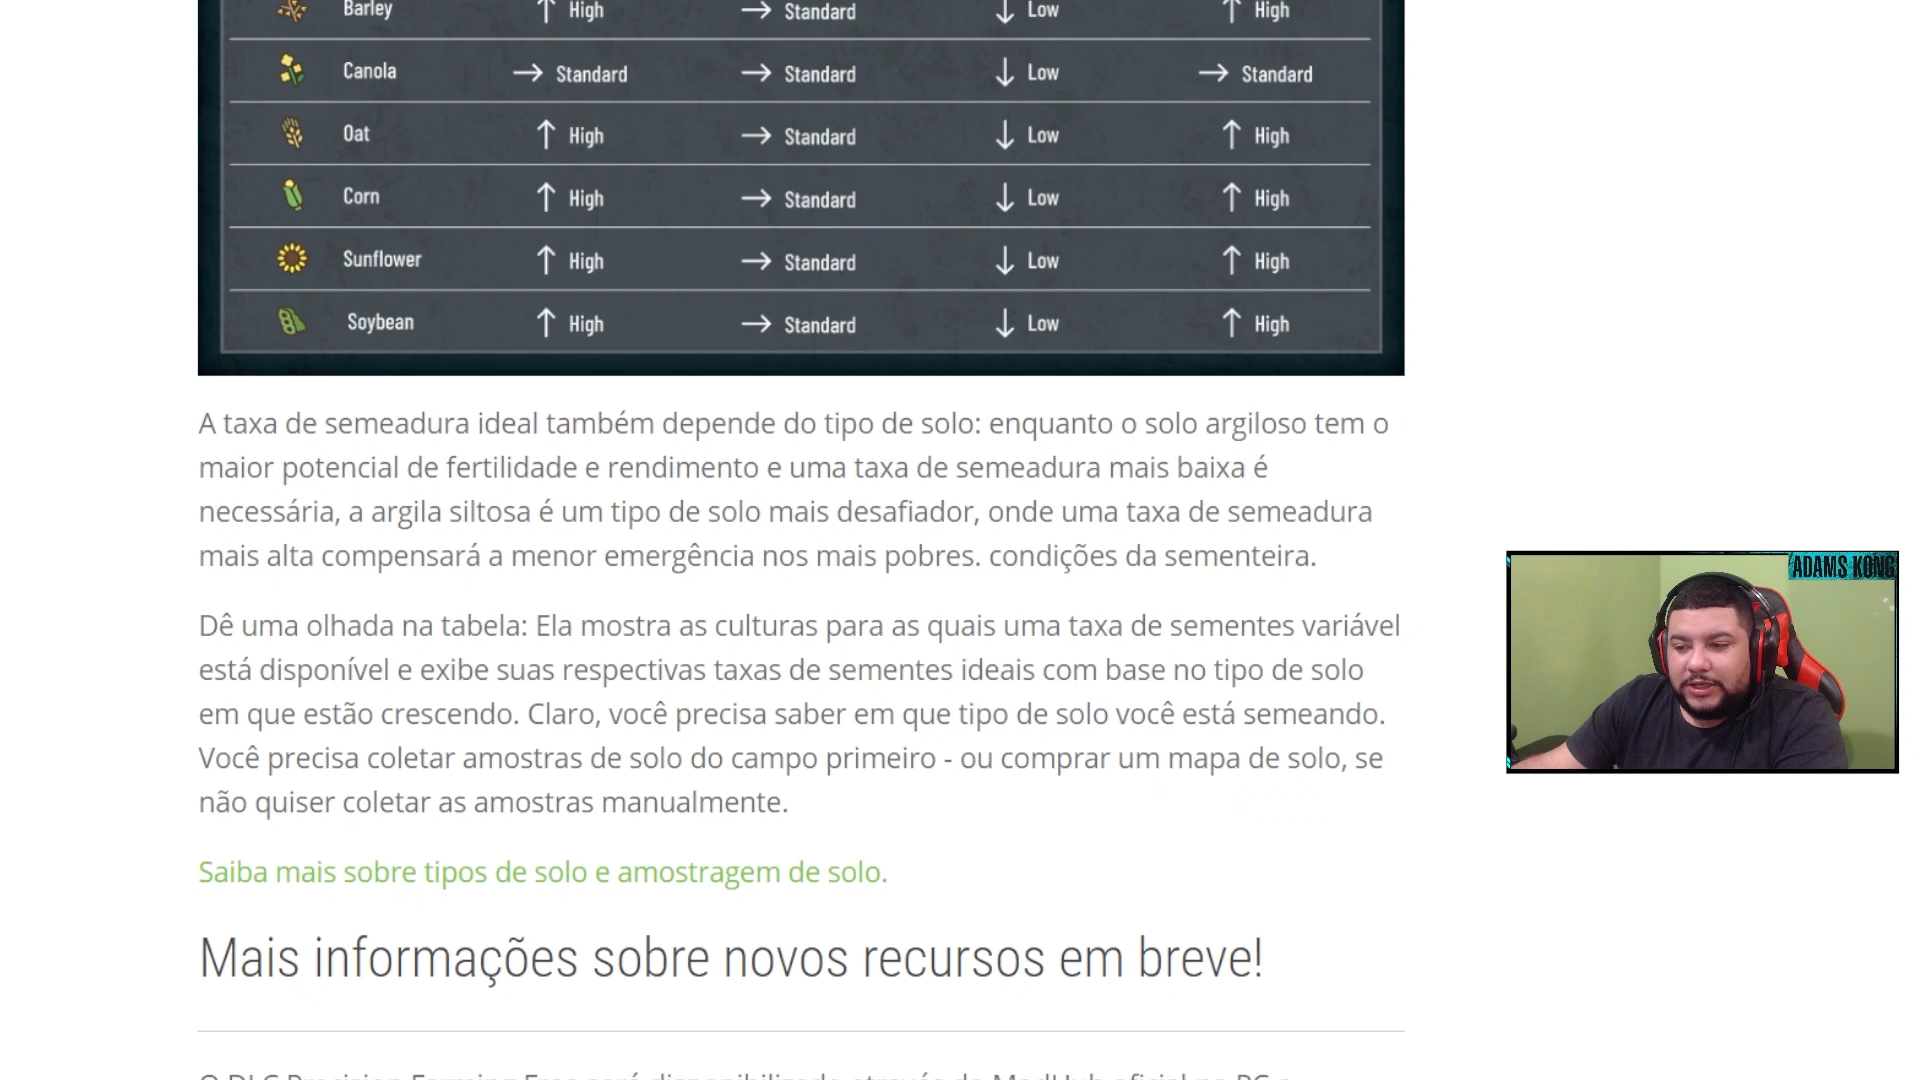 Barley High Standard Low High
Canola Standard Standard Low Standard
Oat High Standard Low High
Corn High Standard Low High
Sunflower High Standard Low High
Soybean High Standard Low High
A taxa de semeadura ideal também depende do tipo de solo: enquanto o solo argiloso tem o
maior potencial de fertilidade e rendimento e uma taxa de semeadura mais baixa é
necessária, a argila siltosa é um tipo de solo mais desafiador, onde uma taxa de semeadura
mais alta compensará a menor emergência nos mais pobres. condições da sementeira.
Dê uma olhada na tabela: Ela mostra as culturas para as quais uma taxa de sementes variável
está disponível e exibe suas respectivas taxas de sementes ideais com base no tipo de solo
em que estão crescendo. Claro, você precisa saber em que tipo de solo você está semeando.
Você precisa coletar amostras de solo do campo primeiro - ou comprar um mapa de solo, se
não quiser coletar as amostras manualmente.
Saiba mais sobre tipos de solo e amostragem de solo.
Mais informações sobre novos recursos em breve!
ADAMS KONG